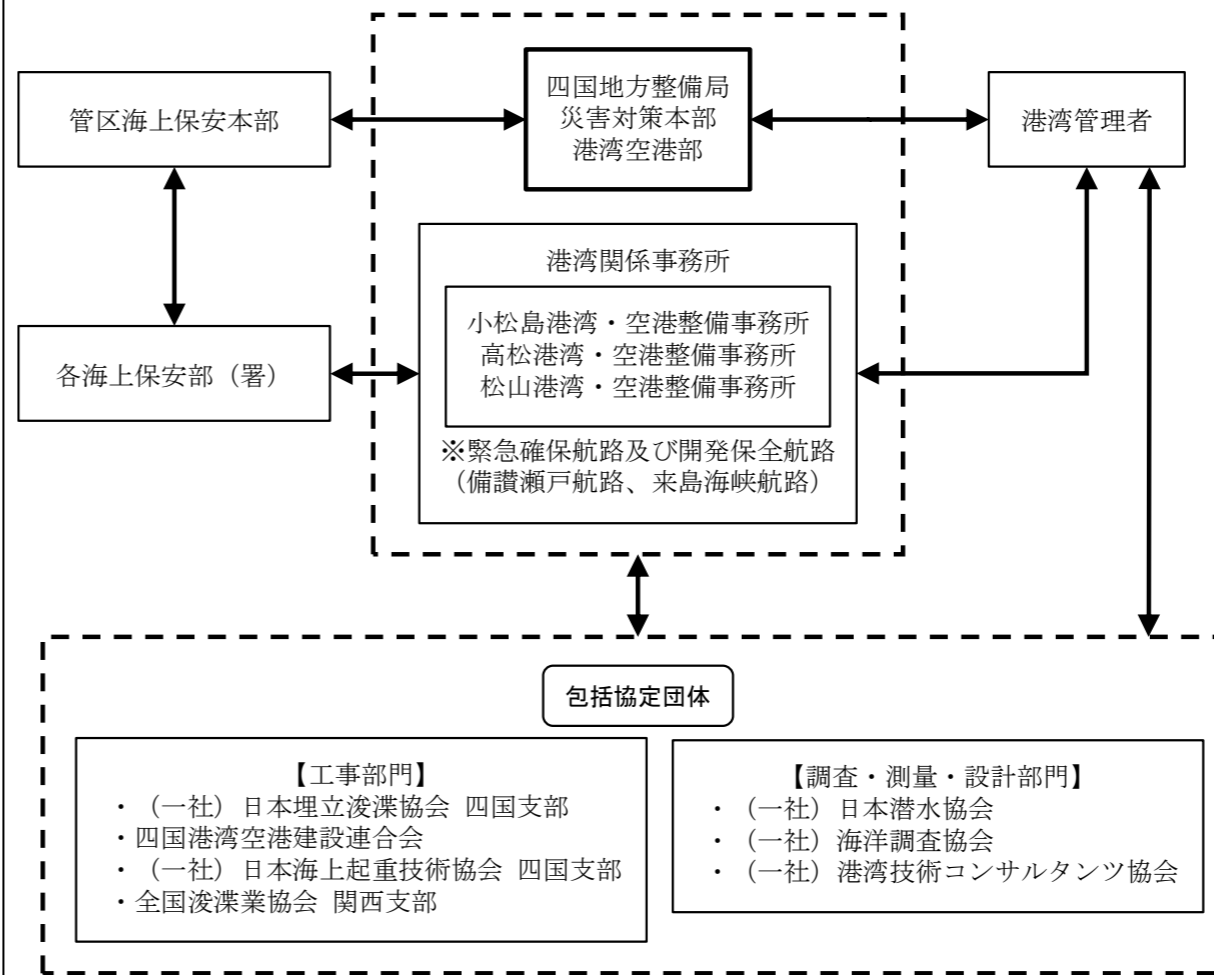 四国地方整備局
災害対策本部
港湾空港部
管区海上保安本部
港湾管理者
港湾関係事務所
小松島港湾・空港整備事務所
高松港湾・空港整備事務所
松山港湾・空港整備事務所
各海上保安部（署）
※緊急確保航路及び開発保全航路
（備讃瀬戸航路、来島海峡航路）
包括協定団体
【工事部門】
・（一社）日本埋立浚渫協会 四国支部
・四国港湾空港建設連合会
・（一社）日本海上起重技術協会 四国支部
・全国浚渫業協会 関西支部
【調査・測量・設計部門】
・（一社）日本潜水協会
・（一社）海洋調査協会
・（一社）港湾技術コンサルタンツ協会